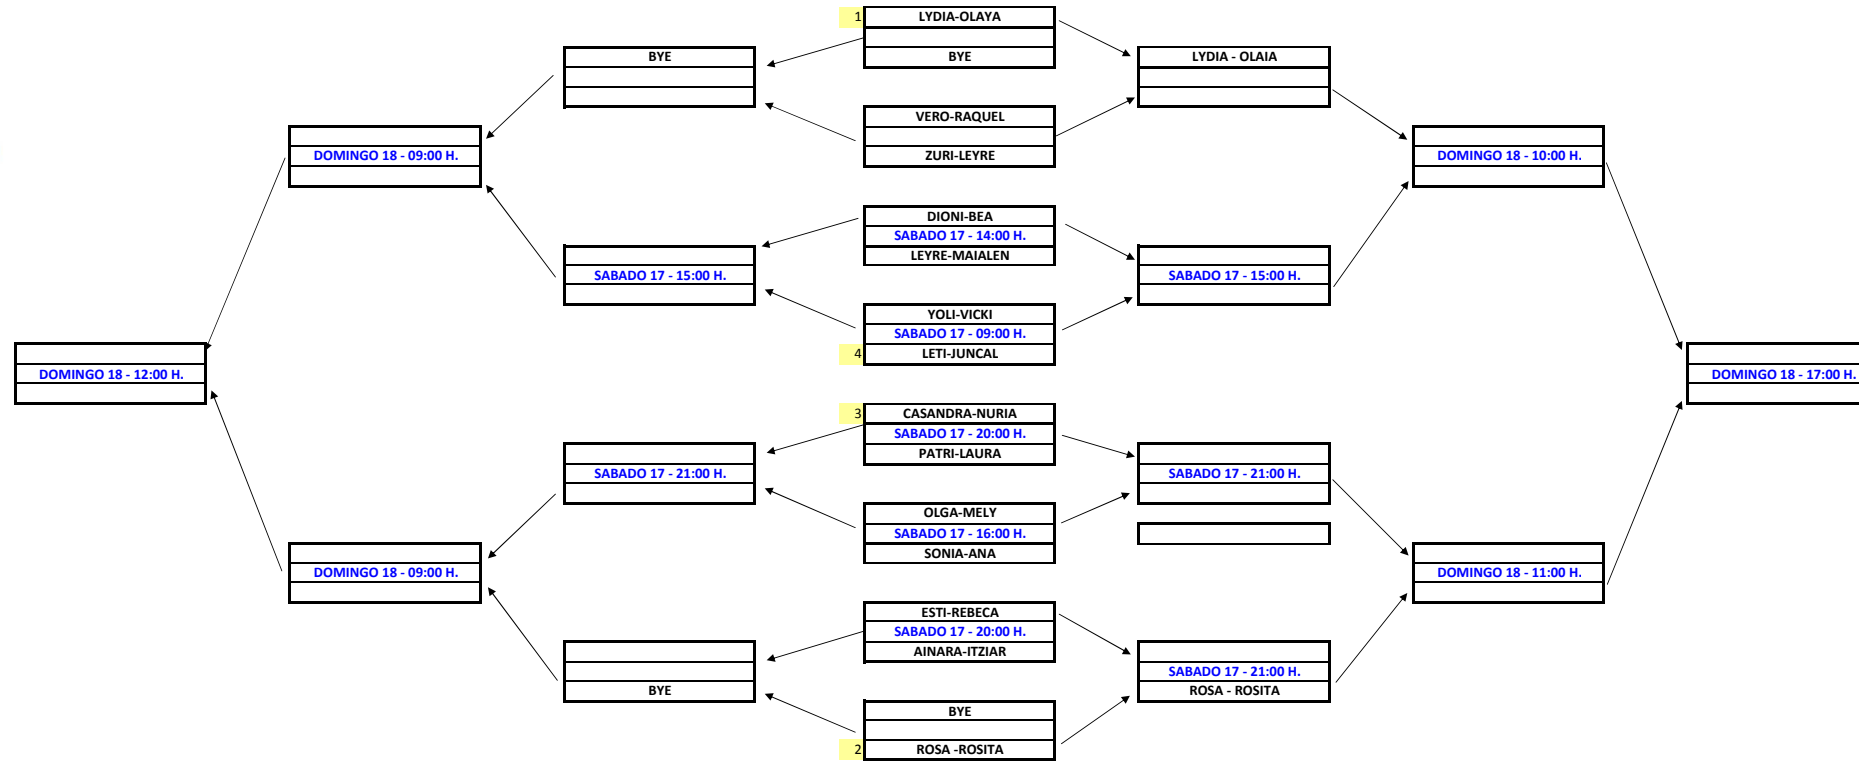 1 LYDIA-OLAYA
BYE
BYE
LYDIA - OLAIA
VERO-RAQUEL
DOMINGO 18 - 09:00 H.
ZURI-LEYRE
DOMINGO 18 - 10:00 H.
DIONI-BEA
SABADO 17 - 14:00 H.
LEYRE-MAIALEN
SABADO 17 - 15:00 H.
SABADO 17 - 15:00 H.
YOLI-VICKI
SABADO 17 - 09:00 H.
4 LETI-JUNCAL
DOMINGO 18 - 12:00 H.
DOMINGO 18 - 17:00 H.
3 CASANDRA-NURIA
SABADO 17 - 20:00 H.
PATRI-LAURA
SABADO 17 - 21:00 H.
SABADO 17 - 21:00 H.
OLGA-MELY
SABADO 17 - 16:00 H.
SONIA-ANA
DOMINGO 18 - 09:00 H.
DOMINGO 18 - 11:00 H.
ESTI-REBECA
SABADO 17 - 20:00 H.
AINARA-ITZIAR
SABADO 17 - 21:00 H.
BYE
ROSA - ROSITA
BYE
2 ROSA -ROSITA